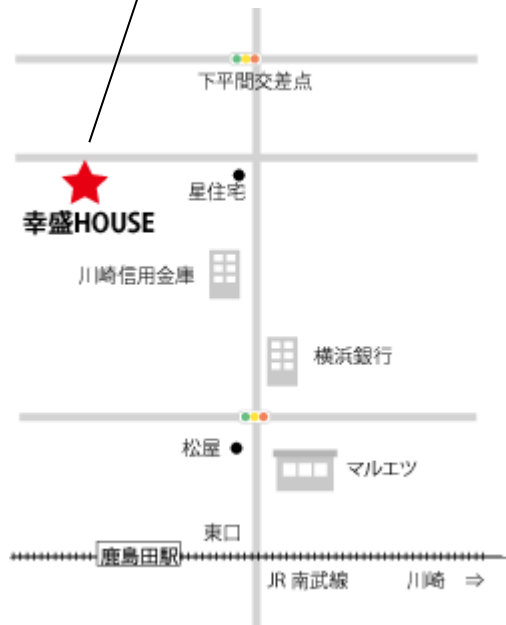 下平間交差点
星住宅
幸盛HOUSE
川崎信用金庫
横浜銀行
松屋
マルエツ
東口
鹿島田駅
JR 南武線
川崎 ⇒